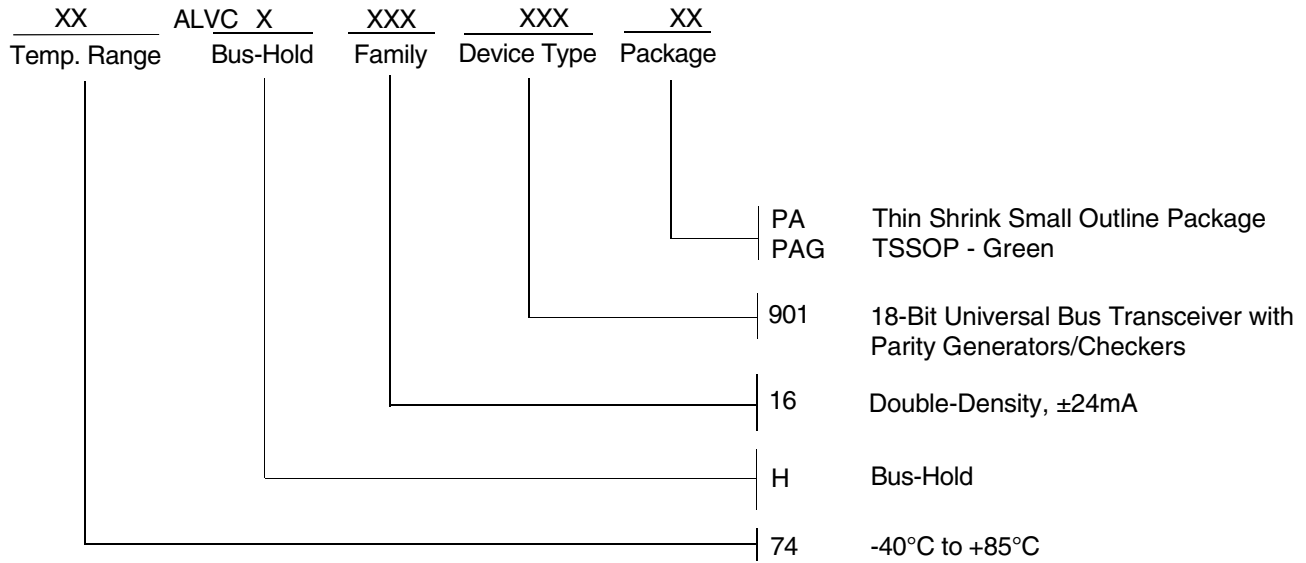 XX ALVC X XXX XXX XX
Temp. Range Bus-Hold Family Device Type Package
PA Thin Shrink Small Outline Package
PAG TSSOP - Green
901 18-Bit Universal Bus Transceiver with
Parity Generators/Checkers
16 Double-Density, ±24mA
H Bus-Hold
74 -40°C to +85°C